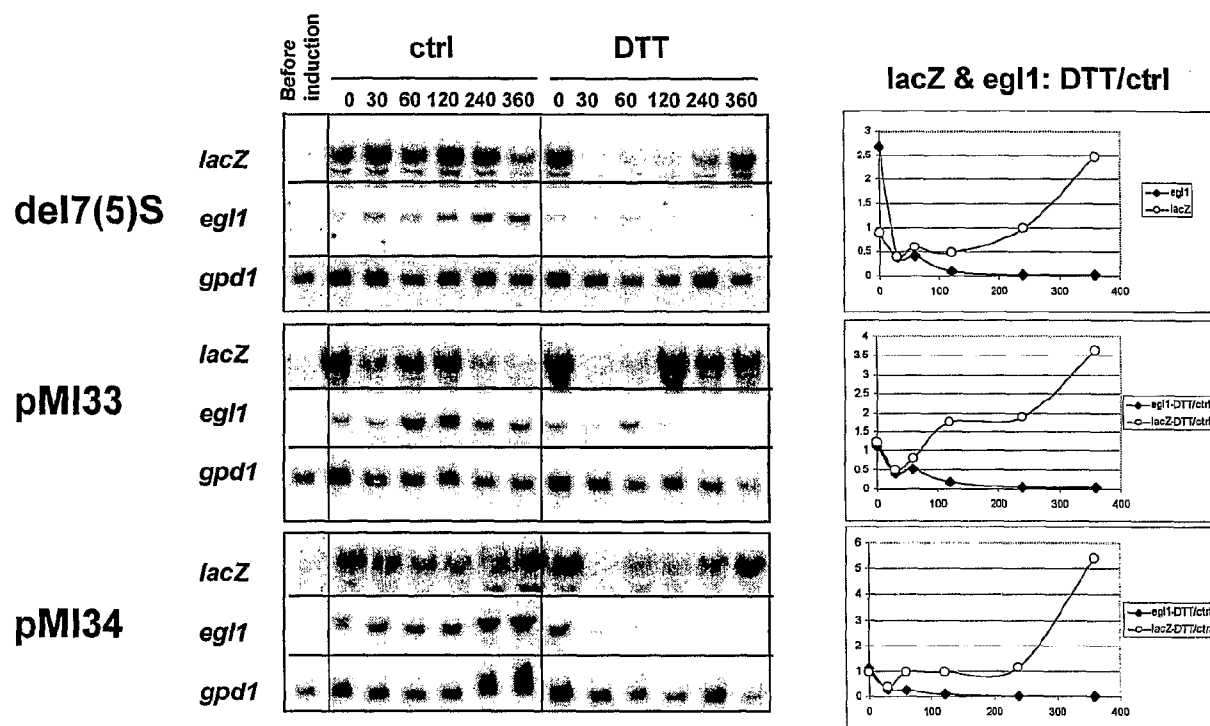 ctrl
DTT
Before induction
0 30 60 120 240 360
0 30 60 120 240 360
lacZ & egl1: DTT/ctrl
del7(5)S
lacZ
egl1
gpd1
3
2.5
2
1.5
1
0.5
0
0 100 200 300 400
egl1
lacZ
pMI33
lacZ
egl1
gpd1
4
3.5
3
2.5
2
1.5
1
0.5
0
0 100 200 300 400
egl1-DTT/ctrl
lacZ-DTT/ctrl
pMI34
lacZ
egl1
gpd1
6
5
4
3
2
1
0
0 100 200 300 400
egl1-DTT/ctrl
lacZ-DTT/ctrl